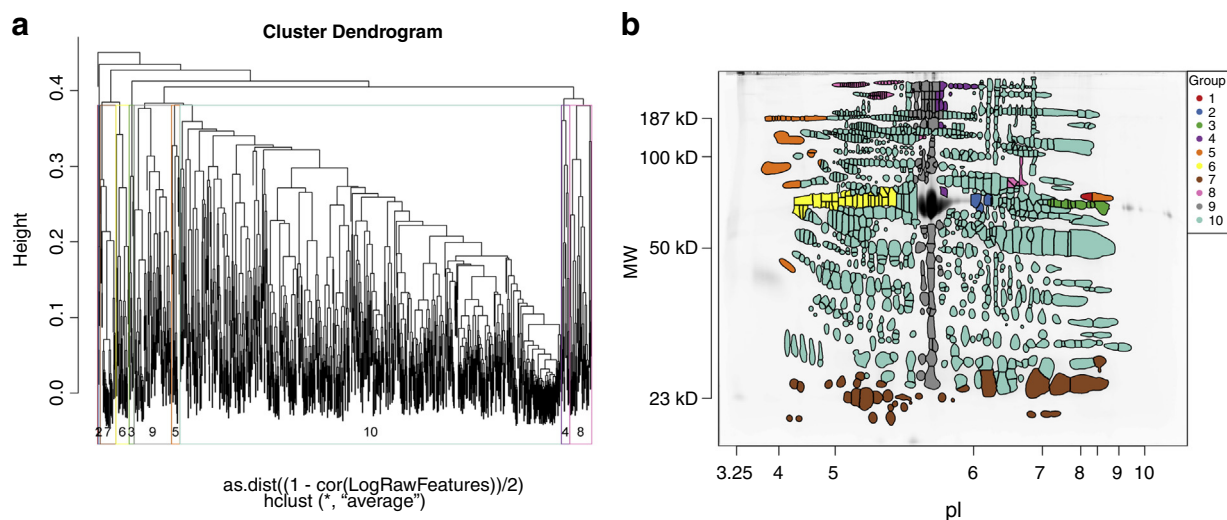 a
Cluster Dendrogram
Height
0.4
0.3
0.2
0.1
0.0
2 7 6 3 9 5 10 4 8
as.dist((1 - cor(LogRawFeatures))/2)
hclust (*, “average”)
b
MW
187 kD
100 kD
50 kD
23 kD
3.25 4 5 6 7 8 9 10
pI
Group
1
2
3
4
5
6
7
8
9
10